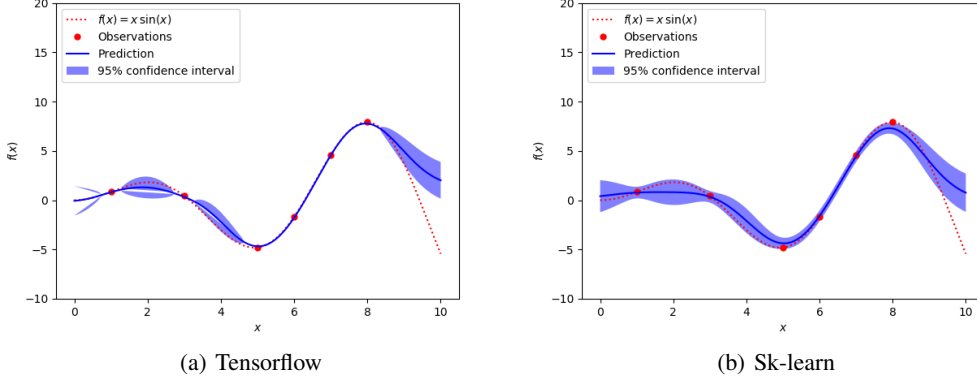 20
15
10
5
0
−5
−10
f(x)
f(x) = x sin(x)
Observations
Prediction
95% confidence interval
0 2 4 6 8 10
x
(a) Tensorflow
20
15
10
5
0
−5
−10
f(x)
f(x) = x sin(x)
Observations
Prediction
95% confidence interval
0 2 4 6 8 10
x
(b) Sk-learn